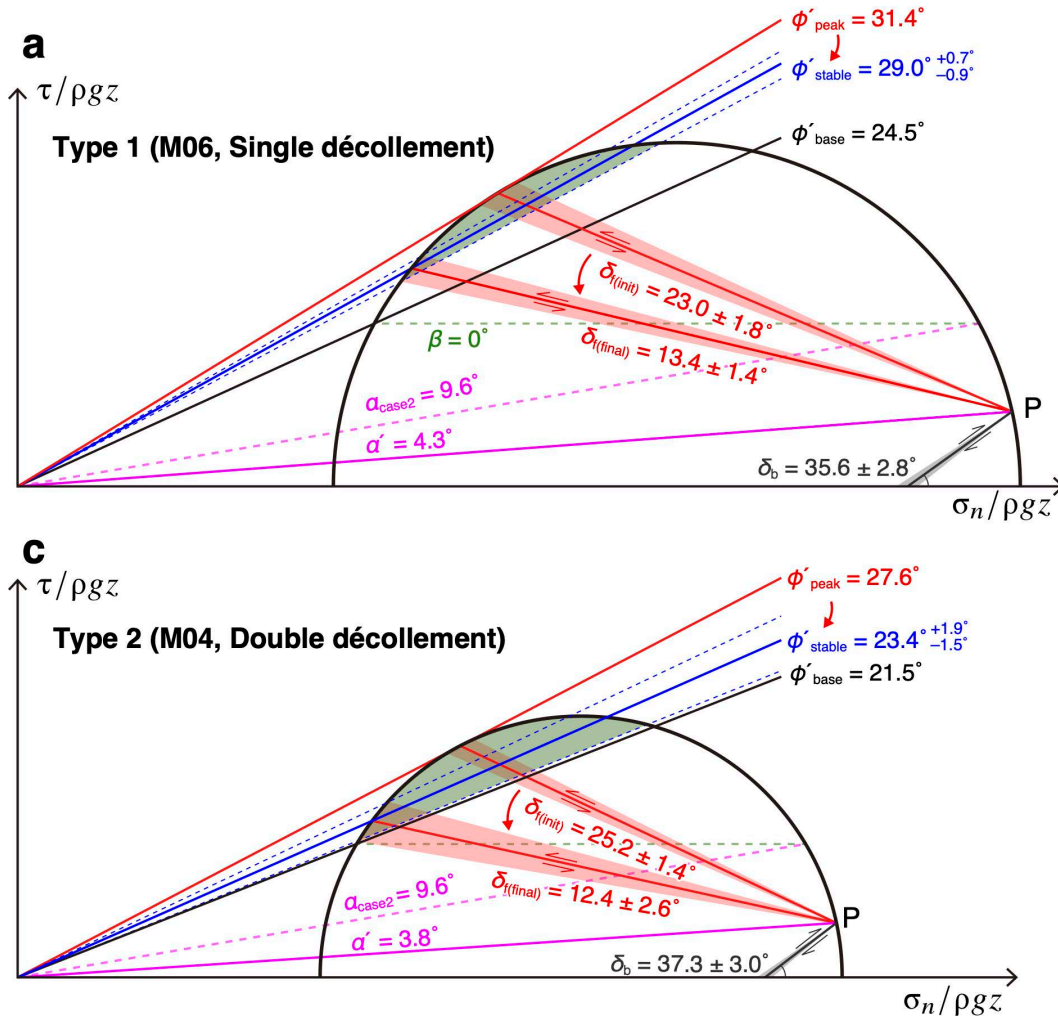 a
τ/ρgz
Type 1 (M06, Single décollement)
ϕ′peak = 31.4°
ϕ′stable = 29.0° +0.7° −0.9°
ϕ′base = 24.5°
δf(init) = 23.0 ± 1.8°
δf(final) = 13.4 ± 1.4°
β = 0°
αcase2 = 9.6°
α′ = 4.3°
P
δb = 35.6 ± 2.8°
σn/ρgz
c
τ/ρgz
Type 2 (M04, Double décollement)
ϕ′peak = 27.6°
ϕ′stable = 23.4° +1.9° −1.5°
ϕ′base = 21.5°
δf(init) = 25.2 ± 1.4°
δf(final) = 12.4 ± 2.6°
αcase2 = 9.6°
α′ = 3.8°
P
δb = 37.3 ± 3.0°
σn/ρgz